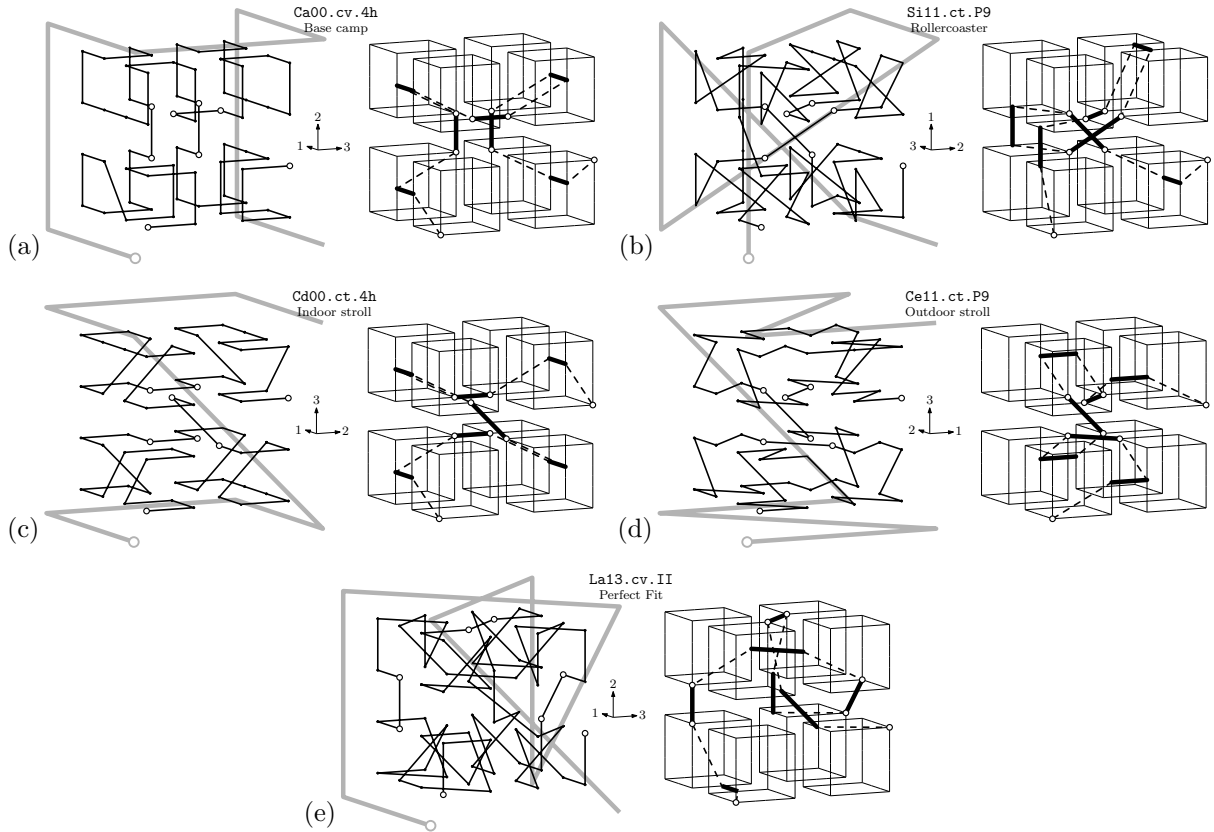 Ca00.cv.4h
Base camp
2
1 3
(a)
Si11.ct.P9
Rollercoaster
1
3 2
(b)
Cd00.ct.4h
Indoor stroll
3
1 2
(c)
Ce11.ct.P9
Outdoor stroll
3
2 1
(d)
La13.cv.II
Perfect Fit
2
1 3
(e)